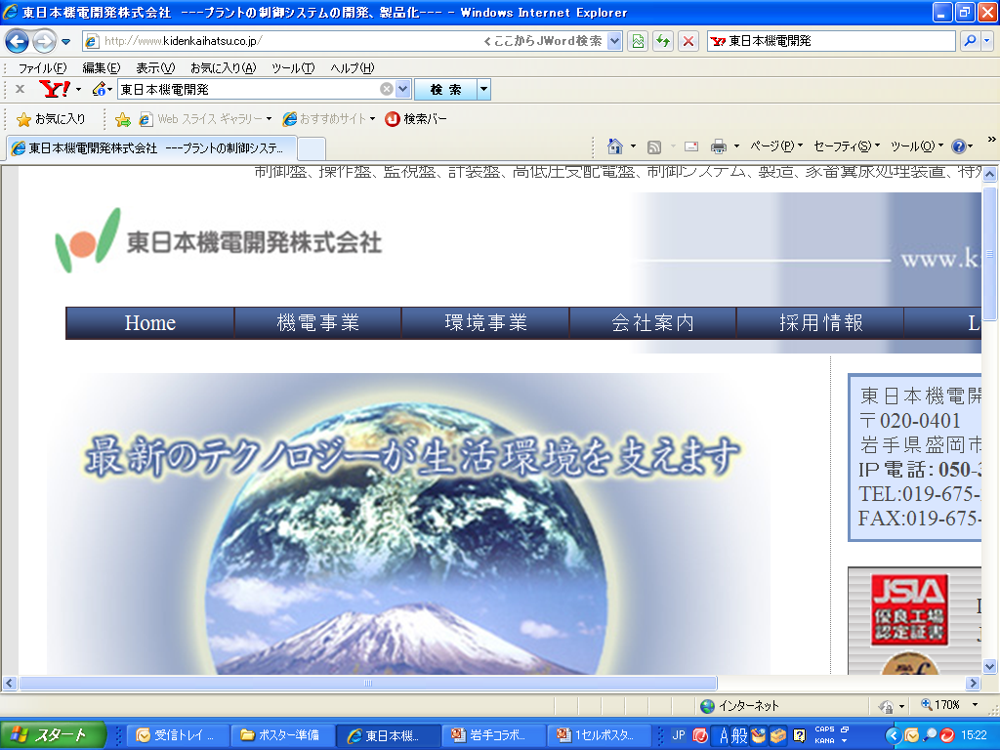 東日本機電開発株式会社 ---プラントの制御システムの開発、製品化--- - Windows Internet Explorer
http://www.kidenkaihatsu.co.jp/
<ここからJWord検索
東日本機電開発
ファイル(F) 編集(E) 表示(V) お気に入り(A) ツール(T) ヘルプ(H)
× Y! 東日本機電開発 検索
お気に入り Web スライス ギャラリー おすすめサイト 検索バー
東日本機電開発株式会社 ---プラントの制御システ... ページ(P) セーフティ(S) ツール(O) »
制御盤、操作盤、監視盤、計装盤、高低圧受配電盤、制御システム、製造、家畜糞尿処理装置、特
東日本機電開発株式会社
www.k
Home 機電事業 環境事業 会社案内 採用情報 L
最新のテクノロジーが生活環境を支えます
東日本機電開
〒020-0401
岩手県盛岡市
IP電話:050-
TEL:019-675-
FAX:019-675-
JSIA
優良工場
認定証書
インターネット 170%
スタート 受信トレイ ... ポスター準備 東日本機... 岩手コラボ... 1セルポスタ... JP A 般 CAPS KANA 15:22